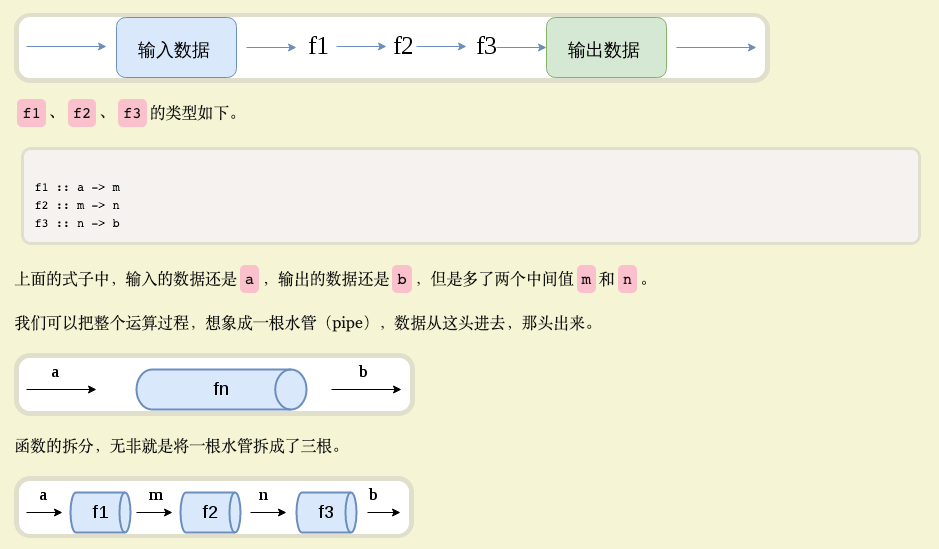 输入数据 f1 f2 f3 输出数据
f1 、 f2 、 f3 的类型如下。
f1 :: a -> m
f2 :: m -> n
f3 :: n -> b
上面的式子中，输入的数据还是 a ，输出的数据还是 b ，但是多了两个中间值 m 和 n 。
我们可以把整个运算过程，想象成一根水管（pipe），数据从这头进去，那头出来。
a b
fn
函数的拆分，无非就是将一根水管拆成了三根。
a m n b
f1 f2 f3